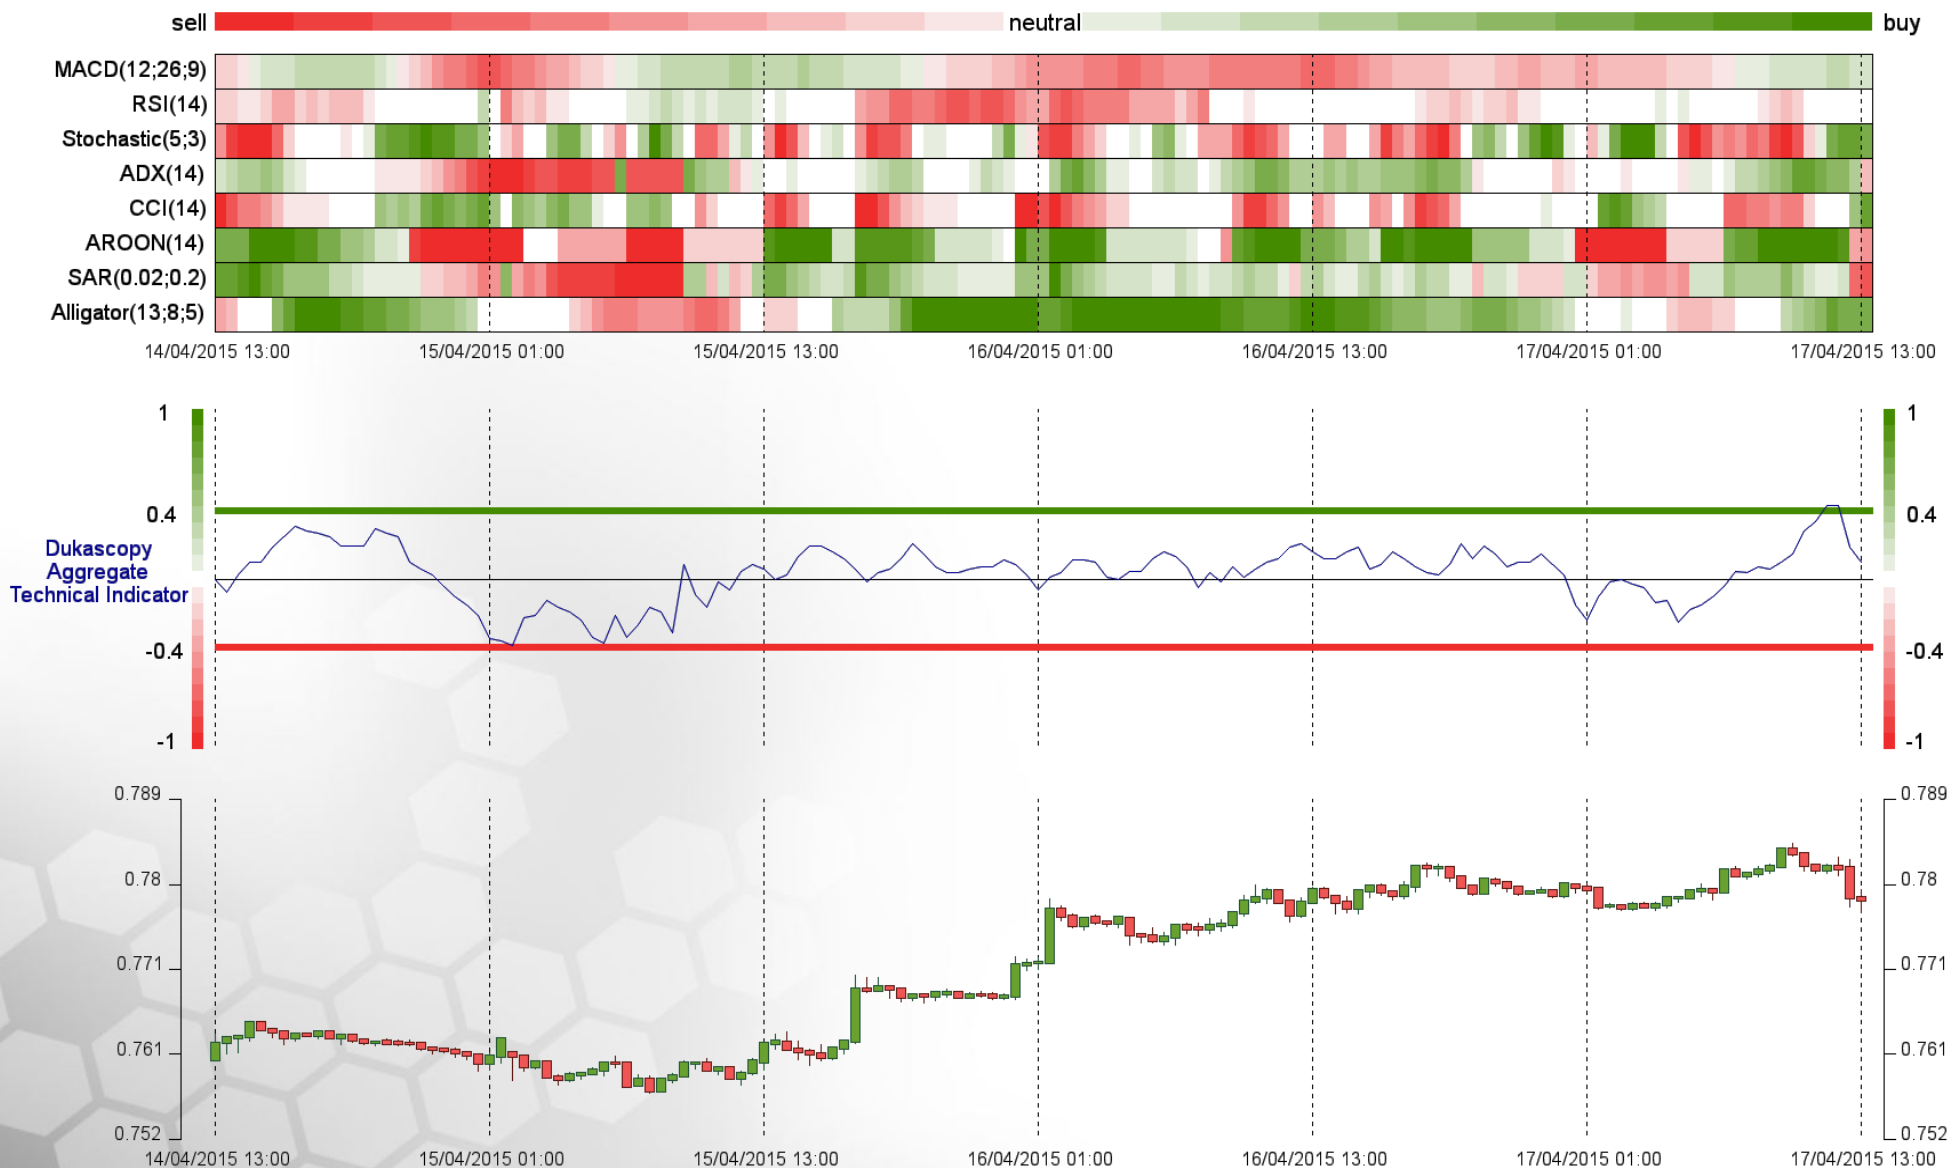 sell neutral buy
MACD(12;26;9)
RSI(14)
Stochastic(5;3)
ADX(14)
CCI(14)
AROON(14)
SAR(0.02;0.2)
Alligator(13;8;5)
14/04/2015 13:00 15/04/2015 01:00 15/04/2015 13:00 16/04/2015 01:00 16/04/2015 13:00 17/04/2015 01:00 17/04/2015 13:00
1 1
0.4 0.4
Dukascopy
Aggregate
Technical Indicator
-0.4 -0.4
-1 -1
0.789 0.789
0.78 0.78
0.771 0.771
0.761 0.761
0.752 0.752
14/04/2015 13:00 15/04/2015 01:00 15/04/2015 13:00 16/04/2015 01:00 16/04/2015 13:00 17/04/2015 01:00 17/04/2015 13:00